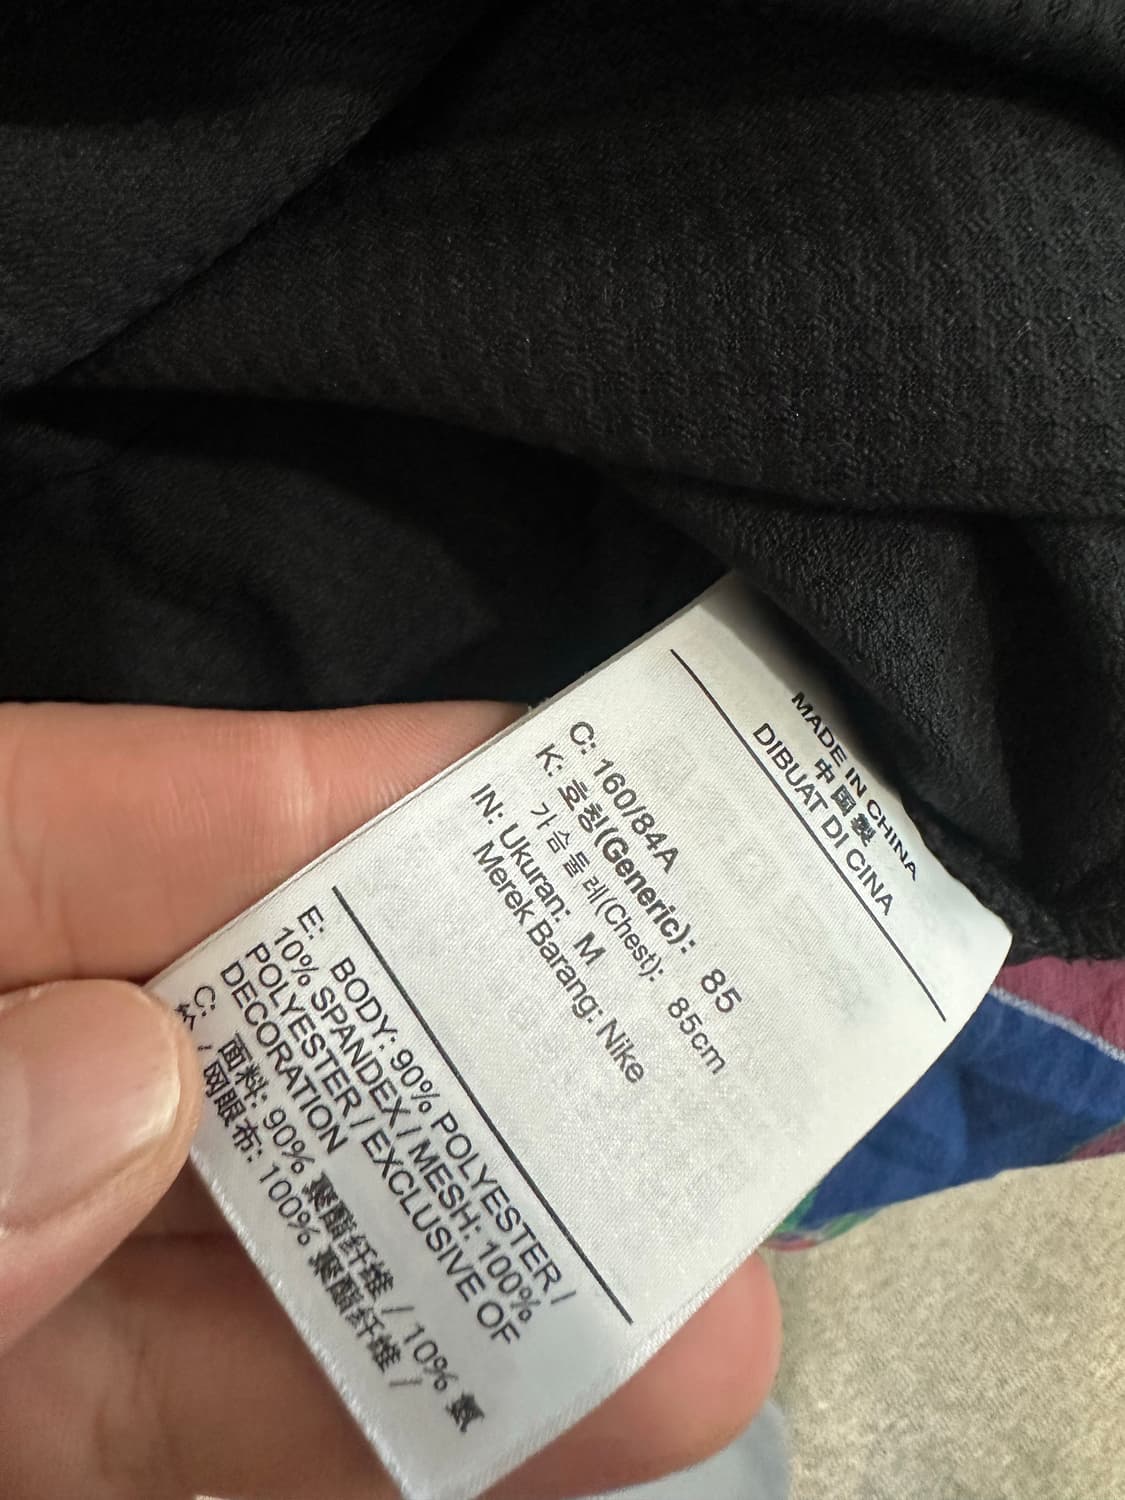 MADE IN CHINA
中国製
DIBUAT DI CINA
C: 160/84A
K: 호칭(Generic): 85
가슴둘레(Chest): 85cm
IN: Ukuran: M
Merek Barang: Nike
E: BODY: 90% POLYESTER /
10% SPANDEX / MESH: 100%
POLYESTER / EXCLUSIVE OF
DECORATION
C: 面料: 90% 聚酯纤维 / 10% 氨
纶 / 网眼布: 100% 聚酯纤维 /